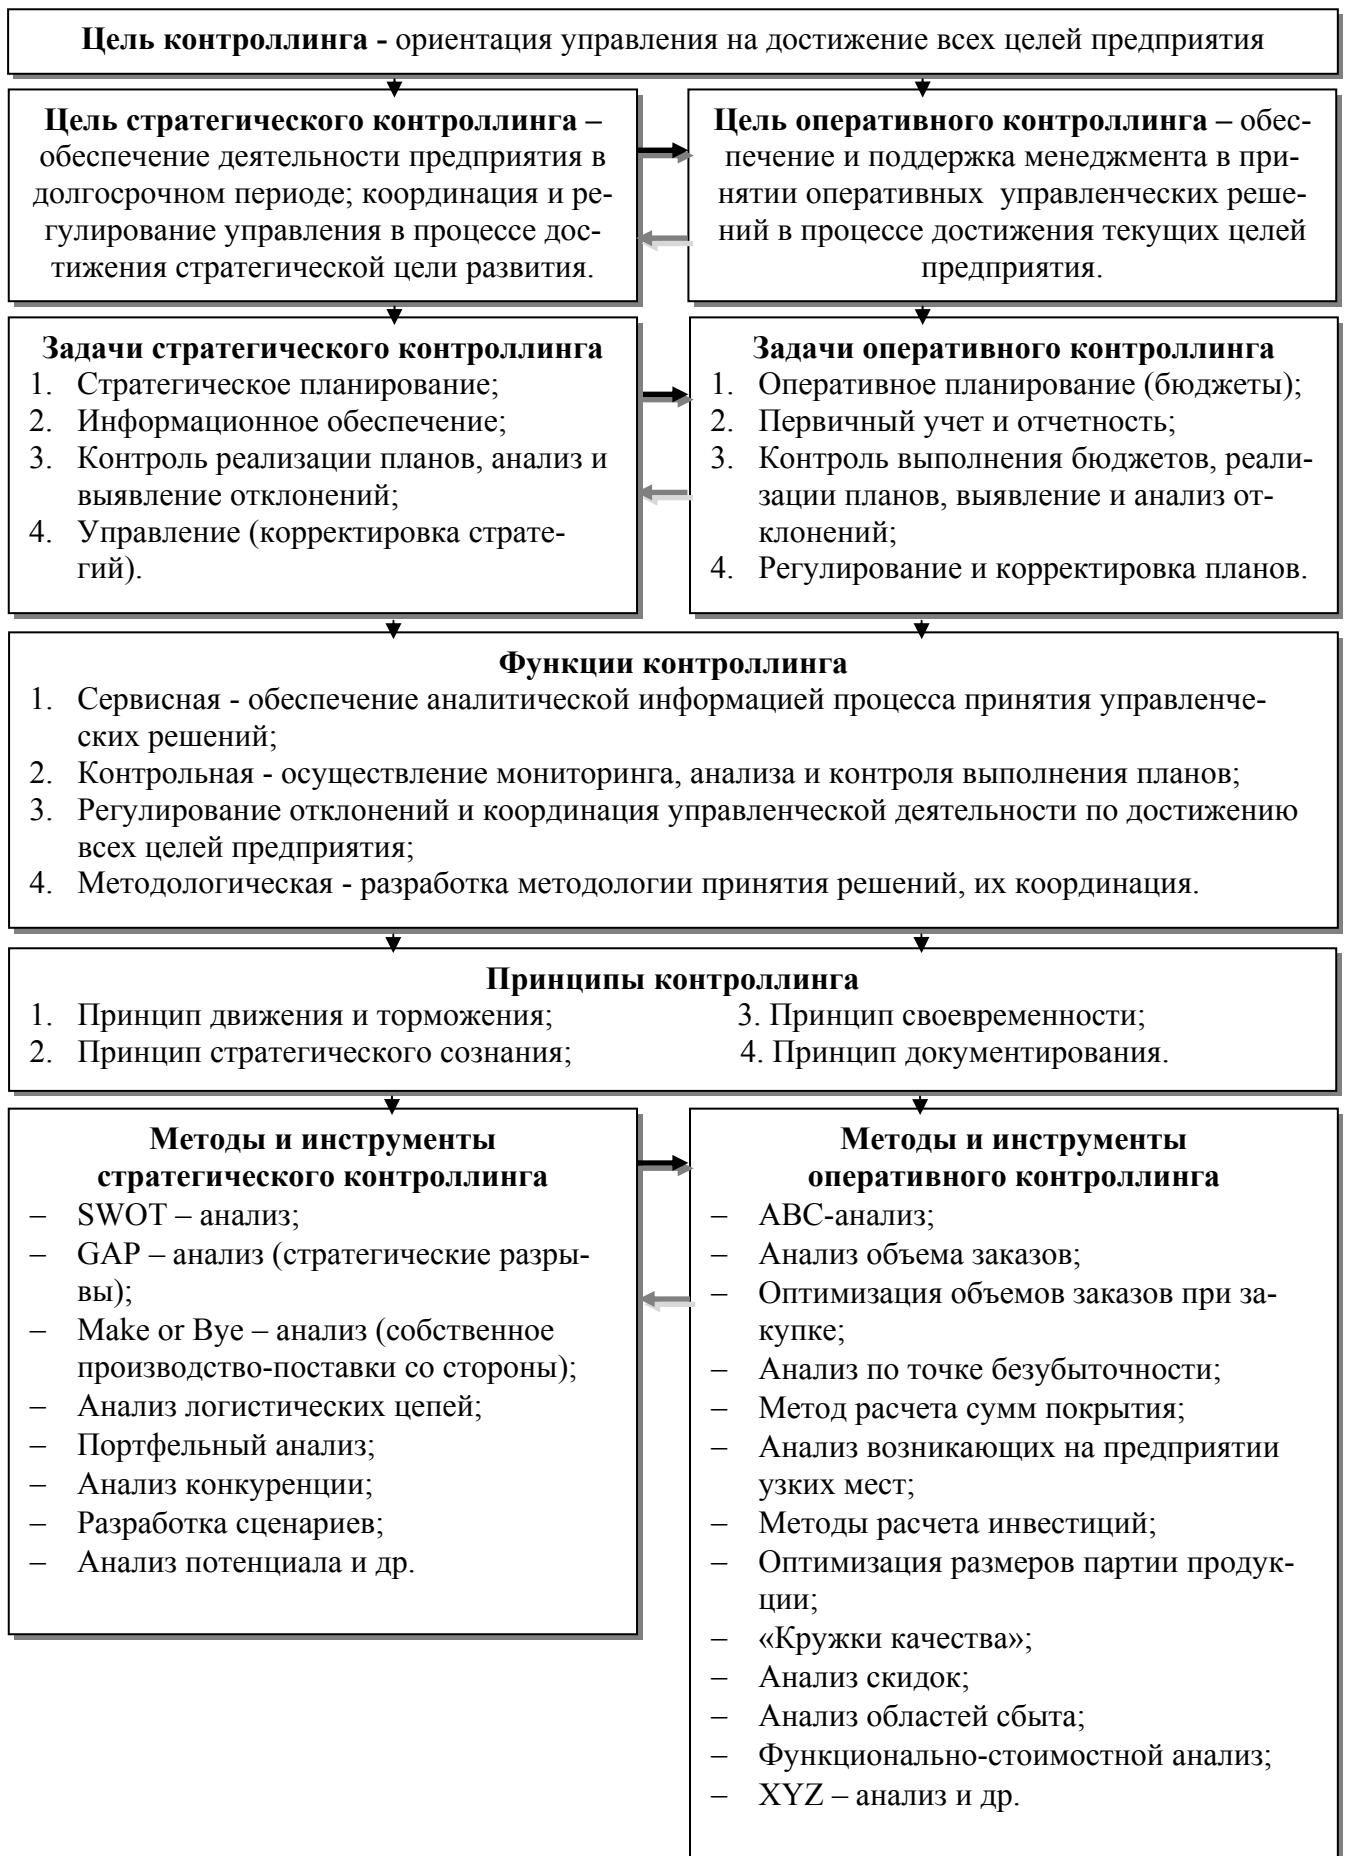 Цель контроллинга - ориентация управления на достижение всех целей предприятия
Цель стратегического контроллинга –
обеспечение деятельности предприятия в
долгосрочном периоде; координация и ре-
гулирование управления в процессе дос-
тижения стратегической цели развития.
Цель оперативного контроллинга – обес-
печение и поддержка менеджмента в при-
нятии оперативных управленческих реше-
ний в процессе достижения текущих целей
предприятия.
Задачи стратегического контроллинга
1. Стратегическое планирование;
2. Информационное обеспечение;
3. Контроль реализации планов, анализ и
выявление отклонений;
4. Управление (корректировка страте-
гий).
Задачи оперативного контроллинга
1. Оперативное планирование (бюджеты);
2. Первичный учет и отчетность;
3. Контроль выполнения бюджетов, реали-
зации планов, выявление и анализ от-
клонений;
4. Регулирование и корректировка планов.
Функции контроллинга
1. Сервисная - обеспечение аналитической информацией процесса принятия управленче-
ских решений;
2. Контрольная - осуществление мониторинга, анализа и контроля выполнения планов;
3. Регулирование отклонений и координация управленческой деятельности по достижению
всех целей предприятия;
4. Методологическая - разработка методологии принятия решений, их координация.
Принципы контроллинга
1. Принцип движения и торможения; 3. Принцип своевременности;
2. Принцип стратегического сознания; 4. Принцип документирования.
Методы и инструменты
стратегического контроллинга
– SWOT – анализ;
– GAP – анализ (стратегические разры-
вы);
– Make or Bye – анализ (собственное
производство-поставки со стороны);
– Анализ логистических цепей;
– Портфельный анализ;
– Анализ конкуренции;
– Разработка сценариев;
– Анализ потенциала и др.
Методы и инструменты
оперативного контроллинга
– АВС-анализ;
– Анализ объема заказов;
– Оптимизация объемов заказов при за-
купке;
– Анализ по точке безубыточности;
– Метод расчета сумм покрытия;
– Анализ возникающих на предприятии
узких мест;
– Методы расчета инвестиций;
– Оптимизация размеров партии продук-
ции;
– «Кружки качества»;
– Анализ скидок;
– Анализ областей сбыта;
– Функционально-стоимостной анализ;
– XYZ – анализ и др.